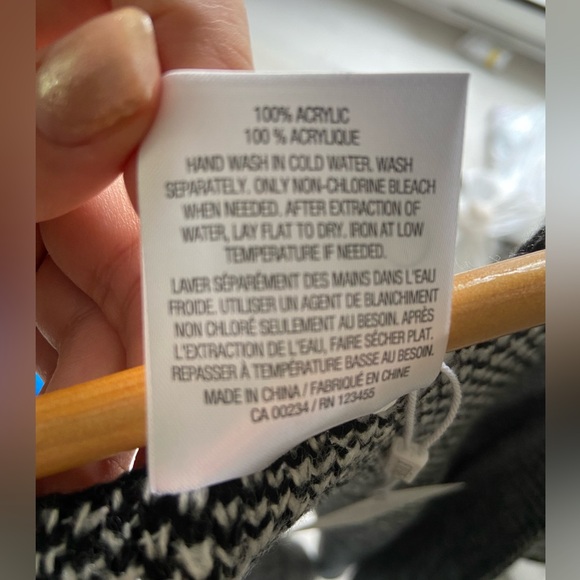 100% ACRYLIC
100 % ACRYLIQUE
HAND WASH IN COLD WATER. WASH
SEPARATELY. ONLY NON-CHLORINE BLEACH
WHEN NEEDED. AFTER EXTRACTION OF
WATER, LAY FLAT TO DRY. IRON AT LOW
TEMPERATURE IF NEEDED.
LAVER SÉPARÉMENT DES MAINS DANS L'EAU
FROIDE. UTILISER UN AGENT DE BLANCHIMENT
NON CHLORÉ SEULEMENT AU BESOIN. APRÈS
L'EXTRACTION DE L'EAU, FAIRE SÉCHER PLAT.
REPASSER À TEMPÉRATURE BASSE AU BESOIN.
MADE IN CHINA / FABRIQUÉ EN CHINE
CA 00234 / RN 123455